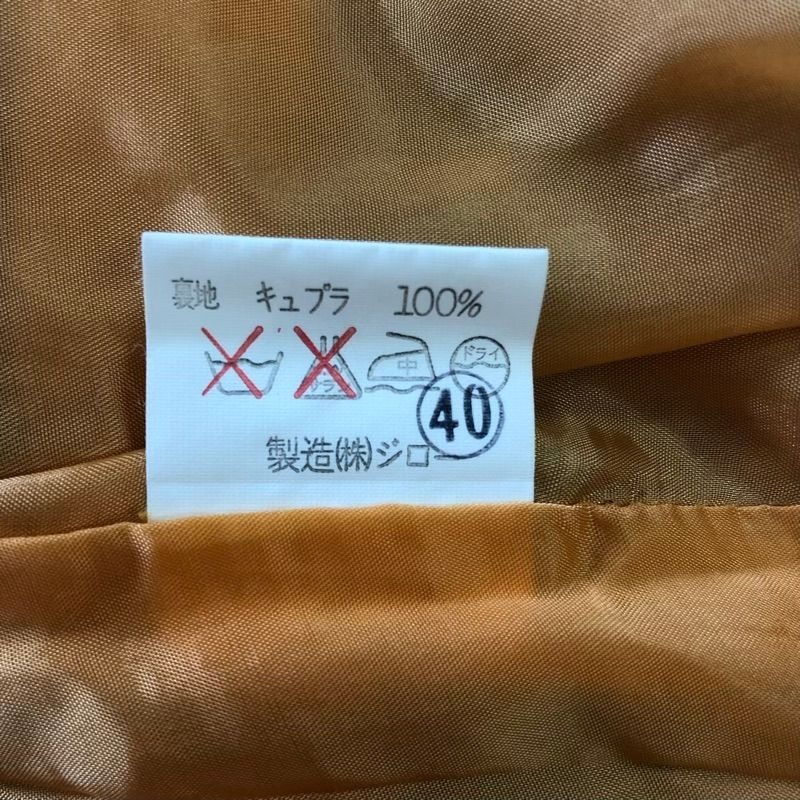 裏地 キュプラ 100%
中 ドライ
40
製造(株)ジロー